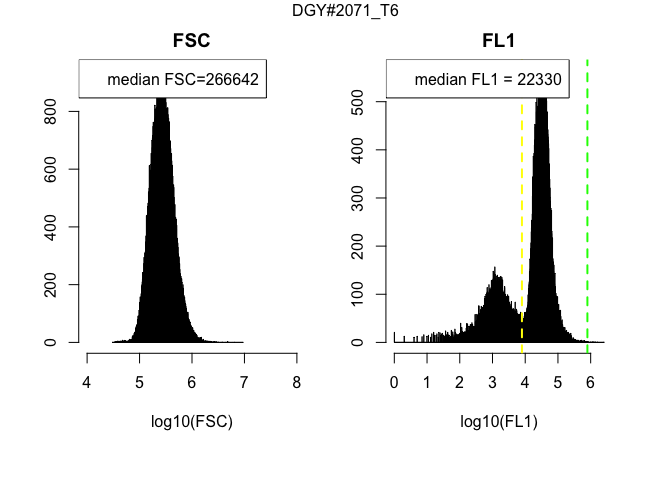 DGY#2071_T6
FSC
median FSC=266642
0 200 400 600 800
4 5 6 7 8
log10(FSC)
FL1
median FL1 = 22330
0 100 200 300 400 500
0 1 2 3 4 5 6
log10(FL1)